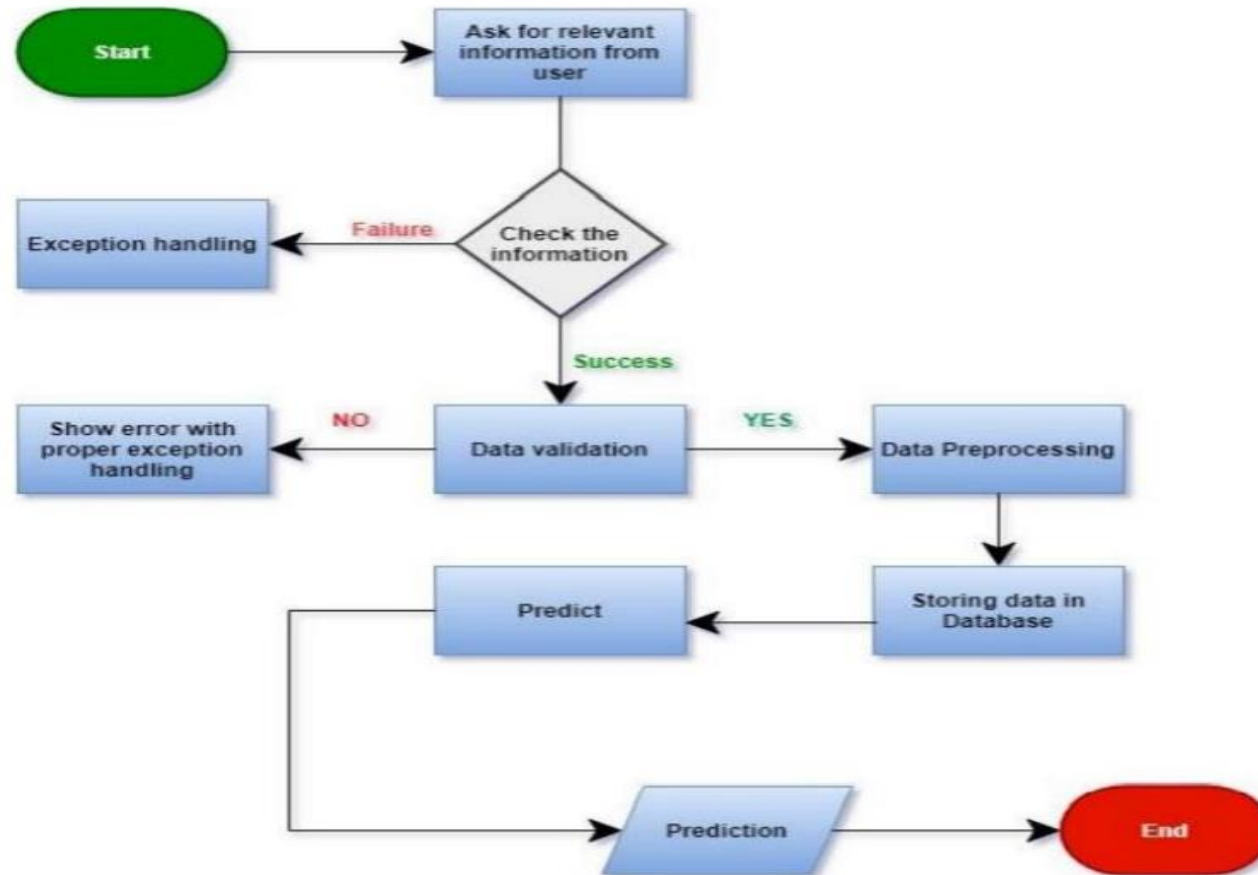 Start
Ask for relevant
information from
user
Exception handling
Failure
Check the
information
Success
Show error with
proper exception
handling
NO
Data validation
YES
Data Preprocessing
Predict
Storing data in
Database
Prediction
End